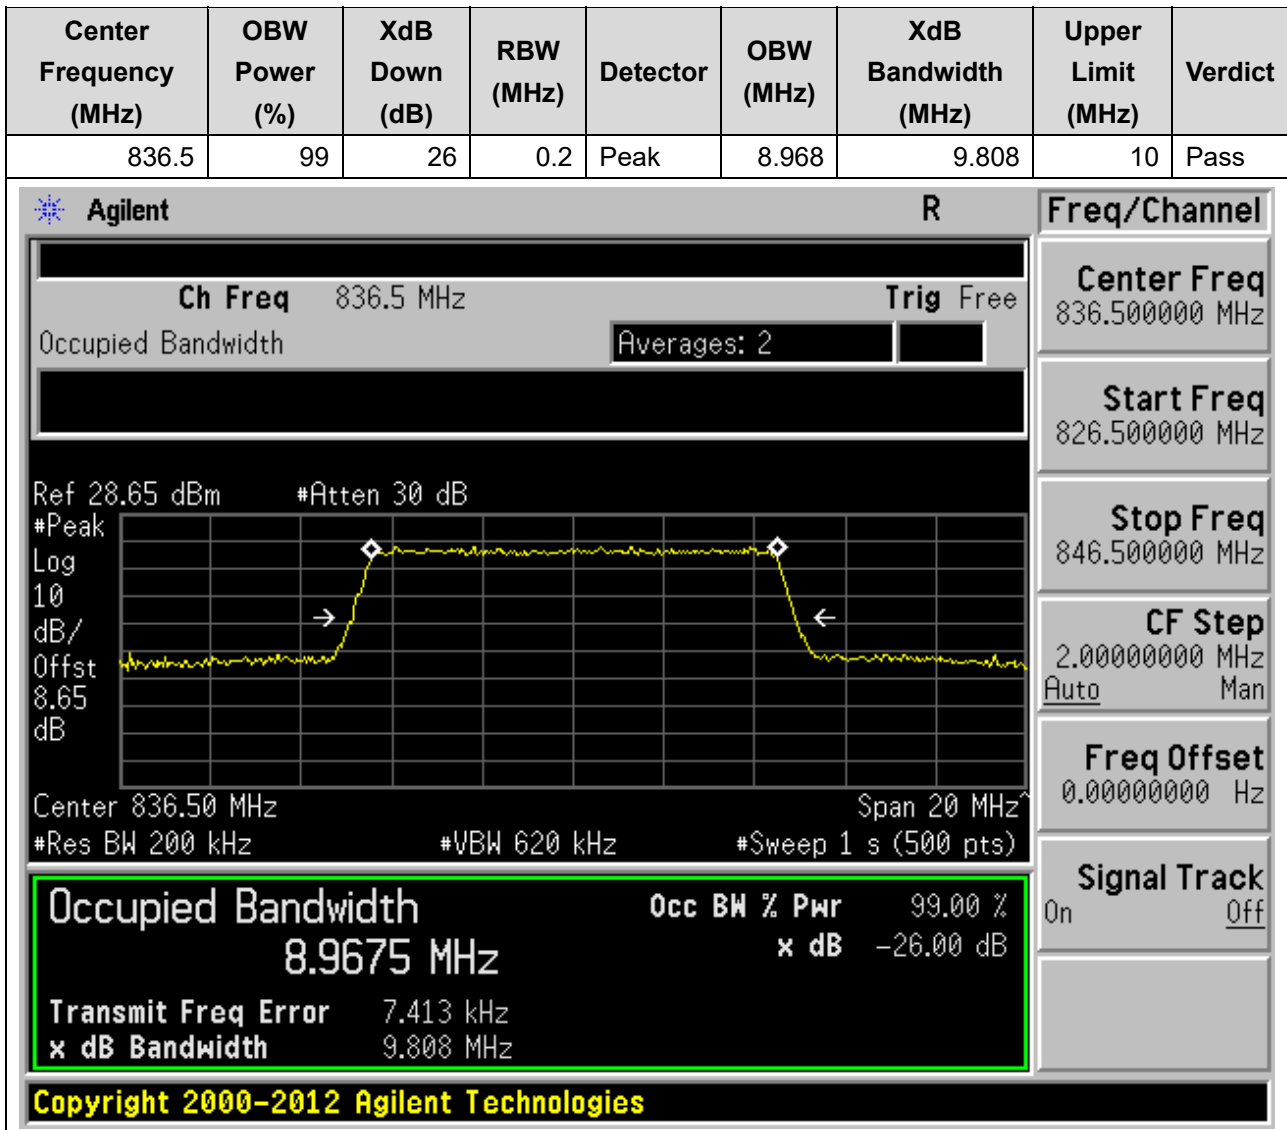 Center Frequency (MHz) OBW Power (%) XdB Down (dB) RBW (MHz) Detector OBW (MHz) XdB Bandwidth (MHz) Upper Limit (MHz) Verdict
836.5 99 26 0.2 Peak 8.968 9.808 10 Pass
Agilent R
Freq/Channel
Ch Freq 836.5 MHz Trig Free
Occupied Bandwidth Averages: 2
Center Freq
836.500000 MHz
Start Freq
826.500000 MHz
Stop Freq
846.500000 MHz
CF Step
2.00000000 MHz
Auto Man
Freq Offset
0.00000000 Hz
Signal Track
On Off
Ref 28.65 dBm #Atten 30 dB
#Peak
Log
10
dB/
Offst
8.65
dB
Center 836.50 MHz Span 20 MHz^
#Res BW 200 kHz #VBW 620 kHz #Sweep 1 s (500 pts)
Occupied Bandwidth
8.9675 MHz
Occ BW % Pwr 99.00 %
x dB -26.00 dB
Transmit Freq Error 7.413 kHz
x dB Bandwidth 9.808 MHz
Copyright 2000-2012 Agilent Technologies